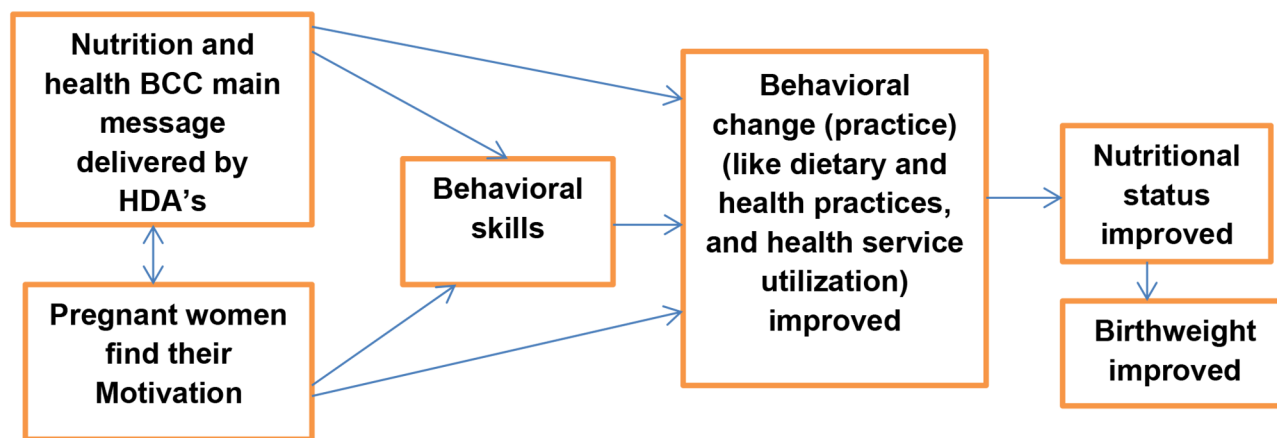 Nutrition and
health BCC main
message
delivered by
HDA's
Pregnant women
find their
Motivation
Behavioral
skills
Behavioral
change (practice)
(like dietary and
health practices,
and health service
utilization)
improved
Nutritional
status
improved
Birthweight
improved